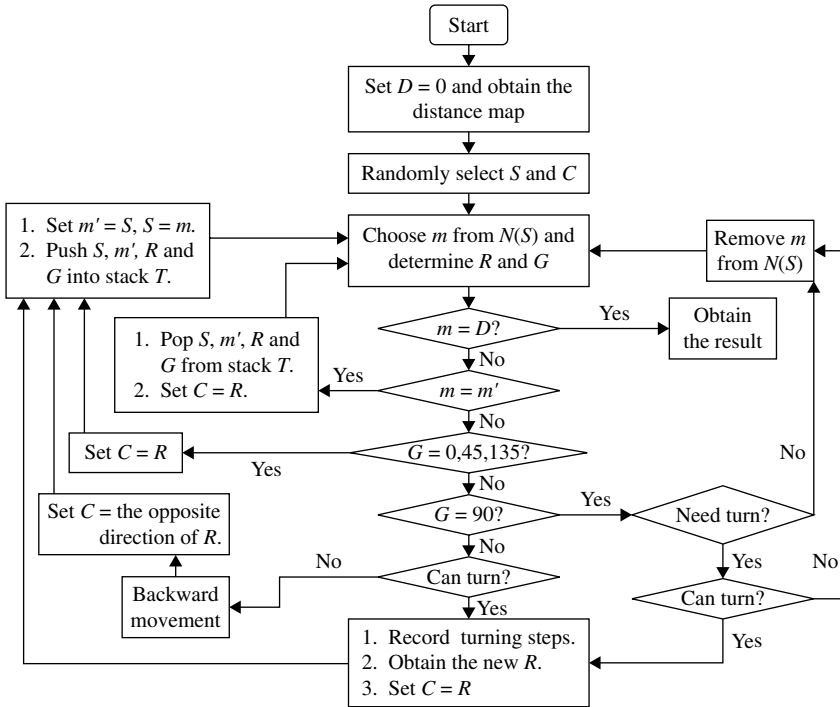 Start
Set D = 0 and obtain the
distance map
Randomly select S and C
1. Set m′ = S, S = m.
2. Push S, m′, R and
G into stack T.
Choose m from N(S) and
determine R and G
Remove m
from N(S)
1. Pop S, m′, R and
G from stack T.
2. Set C = R.
m = D?
Yes
Obtain
the result
No
Yes
m = m′
No
Set C = R
Yes
G = 0,45,135?
No
No
Set C = the opposite
direction of R.
G = 90?
Yes
Need turn?
No
Yes
No
Backward
movement
No
Can turn?
Can turn?
Yes
Yes
1. Record turning steps.
2. Obtain the new R.
3. Set C = R